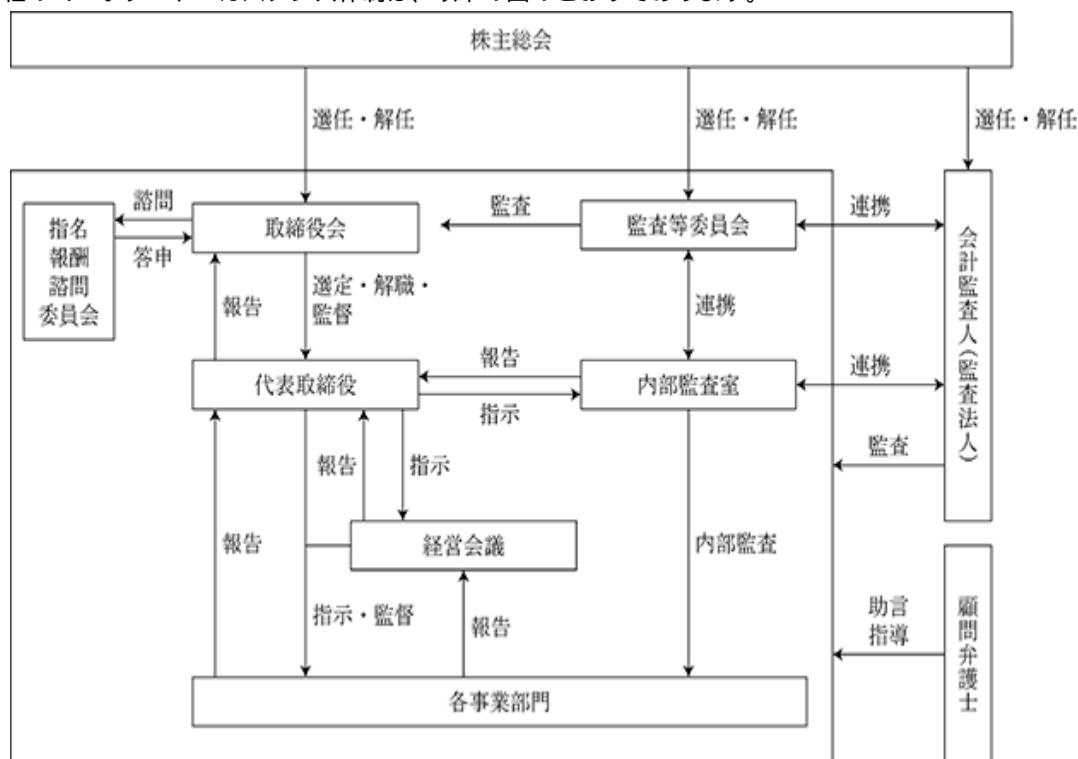 株主総会
選任・解任
選任・解任
選任・解任
諮問
監査
連携
指名
報酬
諮問
委員会
取締役会
監査等委員会
答申
選定・解職・
監督
報告
連携
報告
連携
代表取締役
内部監査室
指示
会計監査人(監査法人)
監査
報告
指示
報告
経営会議
内部監査
指示・監督
報告
助言
指導
顧問弁護士
各事業部門